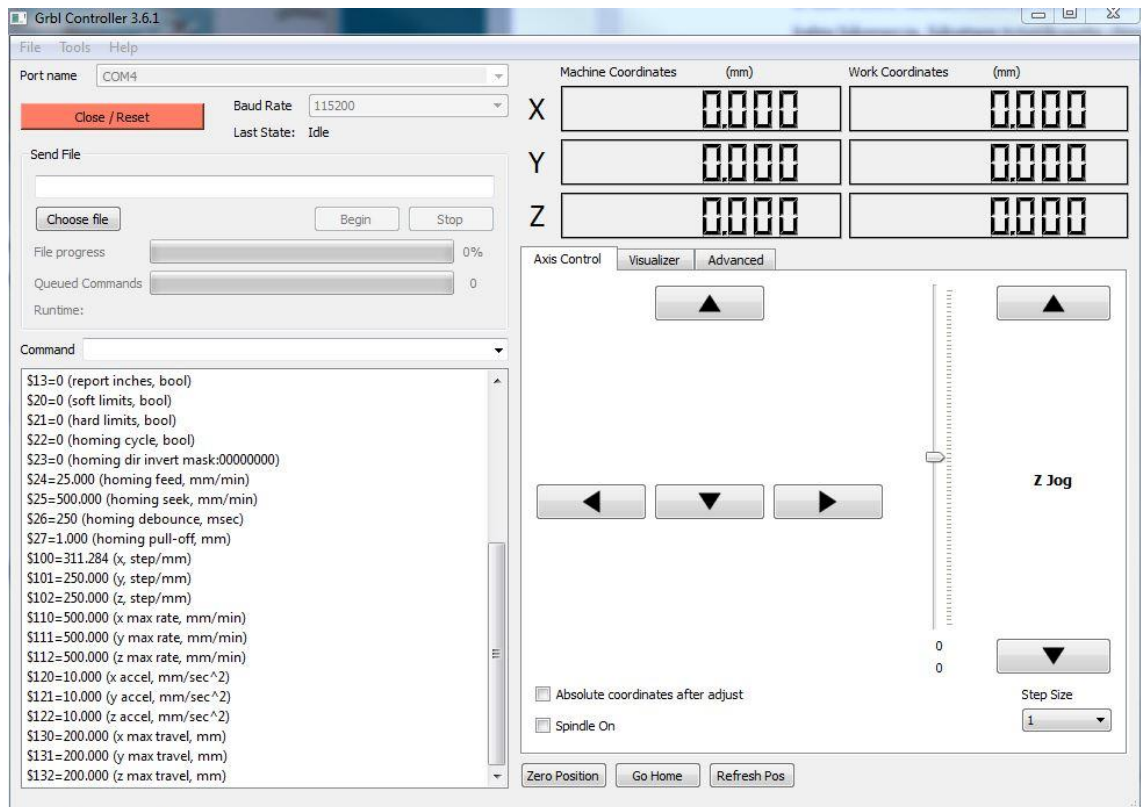 Grbl Controller 3.6.1
File Tools Help
Port name COM4
Close / Reset
Baud Rate 115200
Last State: Idle
Send File
Choose file Begin Stop
File progress 0%
Queued Commands 0
Runtime:
Command
$13=0 (report inches, bool)
$20=0 (soft limits, bool)
$21=0 (hard limits, bool)
$22=0 (homing cycle, bool)
$23=0 (homing dir invert mask:00000000)
$24=25.000 (homing feed, mm/min)
$25=500.000 (homing seek, mm/min)
$26=250 (homing debounce, msec)
$27=1.000 (homing pull-off, mm)
$100=311.284 (x, step/mm)
$101=250.000 (y, step/mm)
$102=250.000 (z, step/mm)
$110=500.000 (x max rate, mm/min)
$111=500.000 (y max rate, mm/min)
$112=500.000 (z max rate, mm/min)
$120=10.000 (x accel, mm/sec^2)
$121=10.000 (y accel, mm/sec^2)
$122=10.000 (z accel, mm/sec^2)
$130=200.000 (x max travel, mm)
$131=200.000 (y max travel, mm)
$132=200.000 (z max travel, mm)
Machine Coordinates (mm) Work Coordinates (mm)
X 0.000 0.000
Y 0.000 0.000
Z 0.000 0.000
Axis Control Visualizer Advanced
Z Jog
0
0
Absolute coordinates after adjust
Step Size
Spindle On
1
Zero Position Go Home Refresh Pos